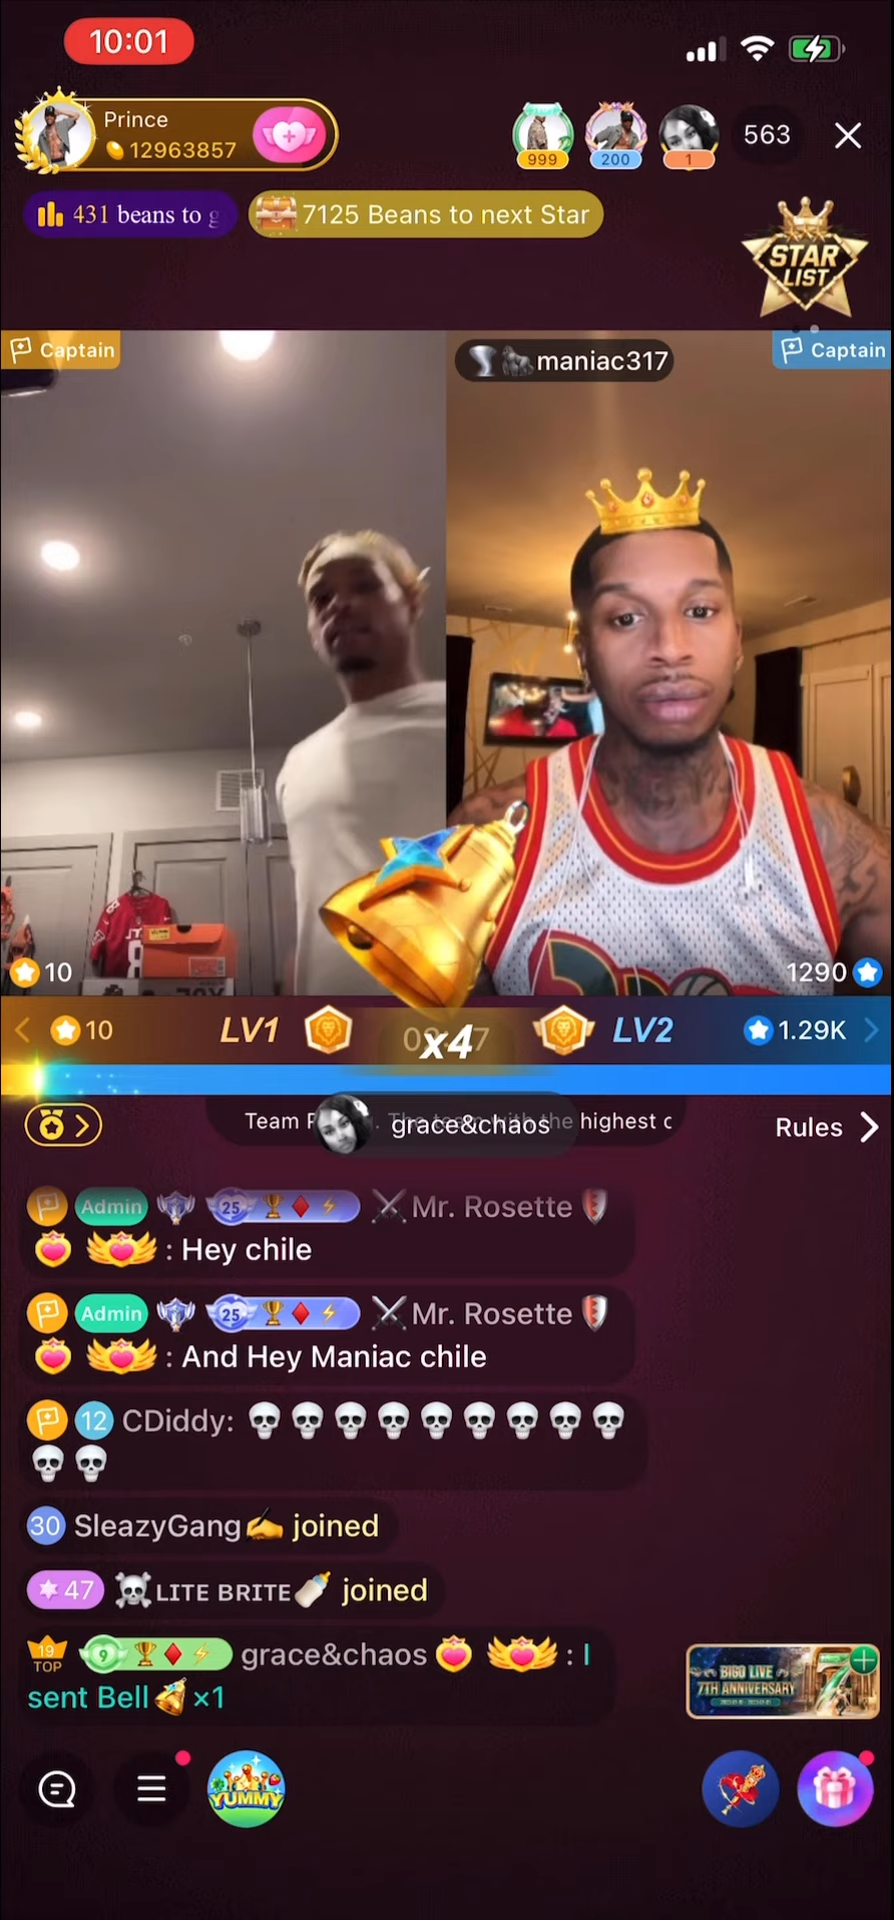 10:01
Prince
12963857
999
200
1
563
431 beans to g
7125 Beans to next Star
STAR
LIST
Captain
maniac317
Captain
10
1290
10
LV1
x4
LV2
1.29K
Team
grace&chaos
the highest c
Rules
Admin 25 Mr. Rosette
: Hey chile
Admin 25 Mr. Rosette
: And Hey Maniac chile
12 CDiddy:
30 SleazyGang joined
47 LITE BRITE joined
19
TOP
9 grace&chaos : I
sent Bell x1
BIGO LIVE
7TH ANNIVERSARY
7
YUMMY